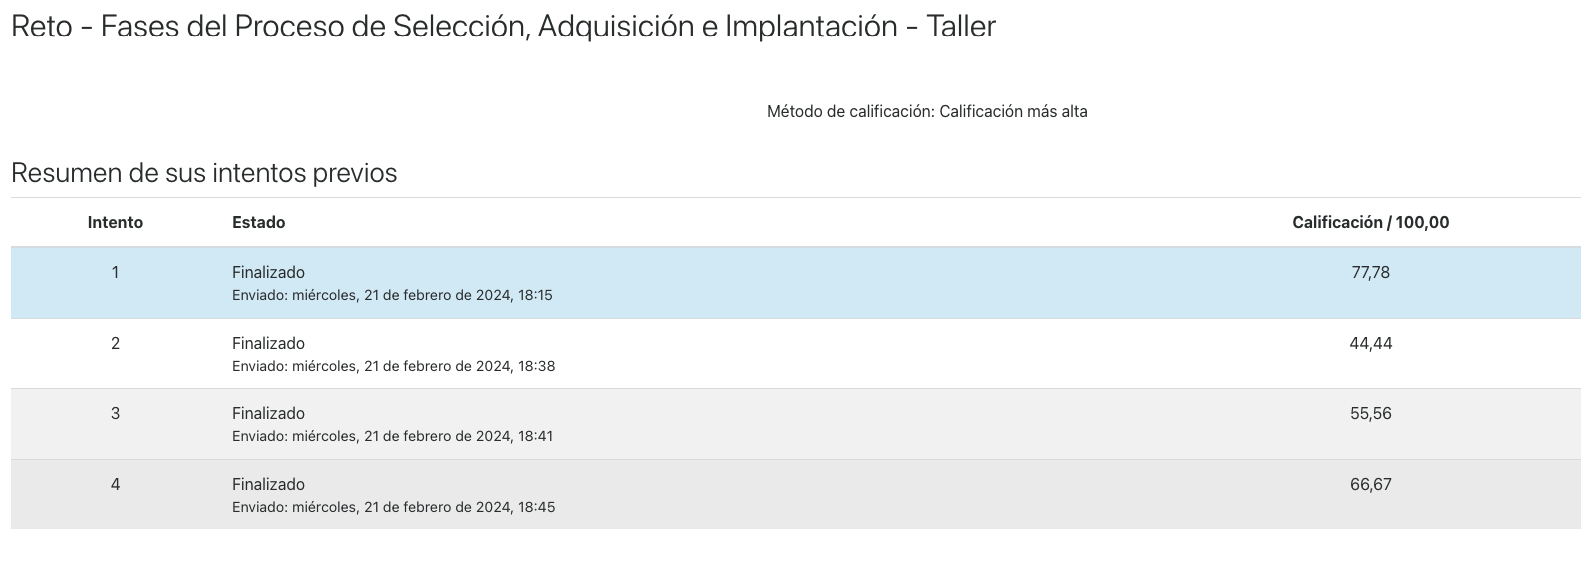 Reto - Fases del Proceso de Selección, Adquisición e Implantación - Taller
Método de calificación: Calificación más alta
Resumen de sus intentos previos
Intento Estado Calificación / 100,00
1 Finalizado 77,78
Enviado: miércoles, 21 de febrero de 2024, 18:15
2 Finalizado 44,44
Enviado: miércoles, 21 de febrero de 2024, 18:38
3 Finalizado 55,56
Enviado: miércoles, 21 de febrero de 2024, 18:41
4 Finalizado 66,67
Enviado: miércoles, 21 de febrero de 2024, 18:45